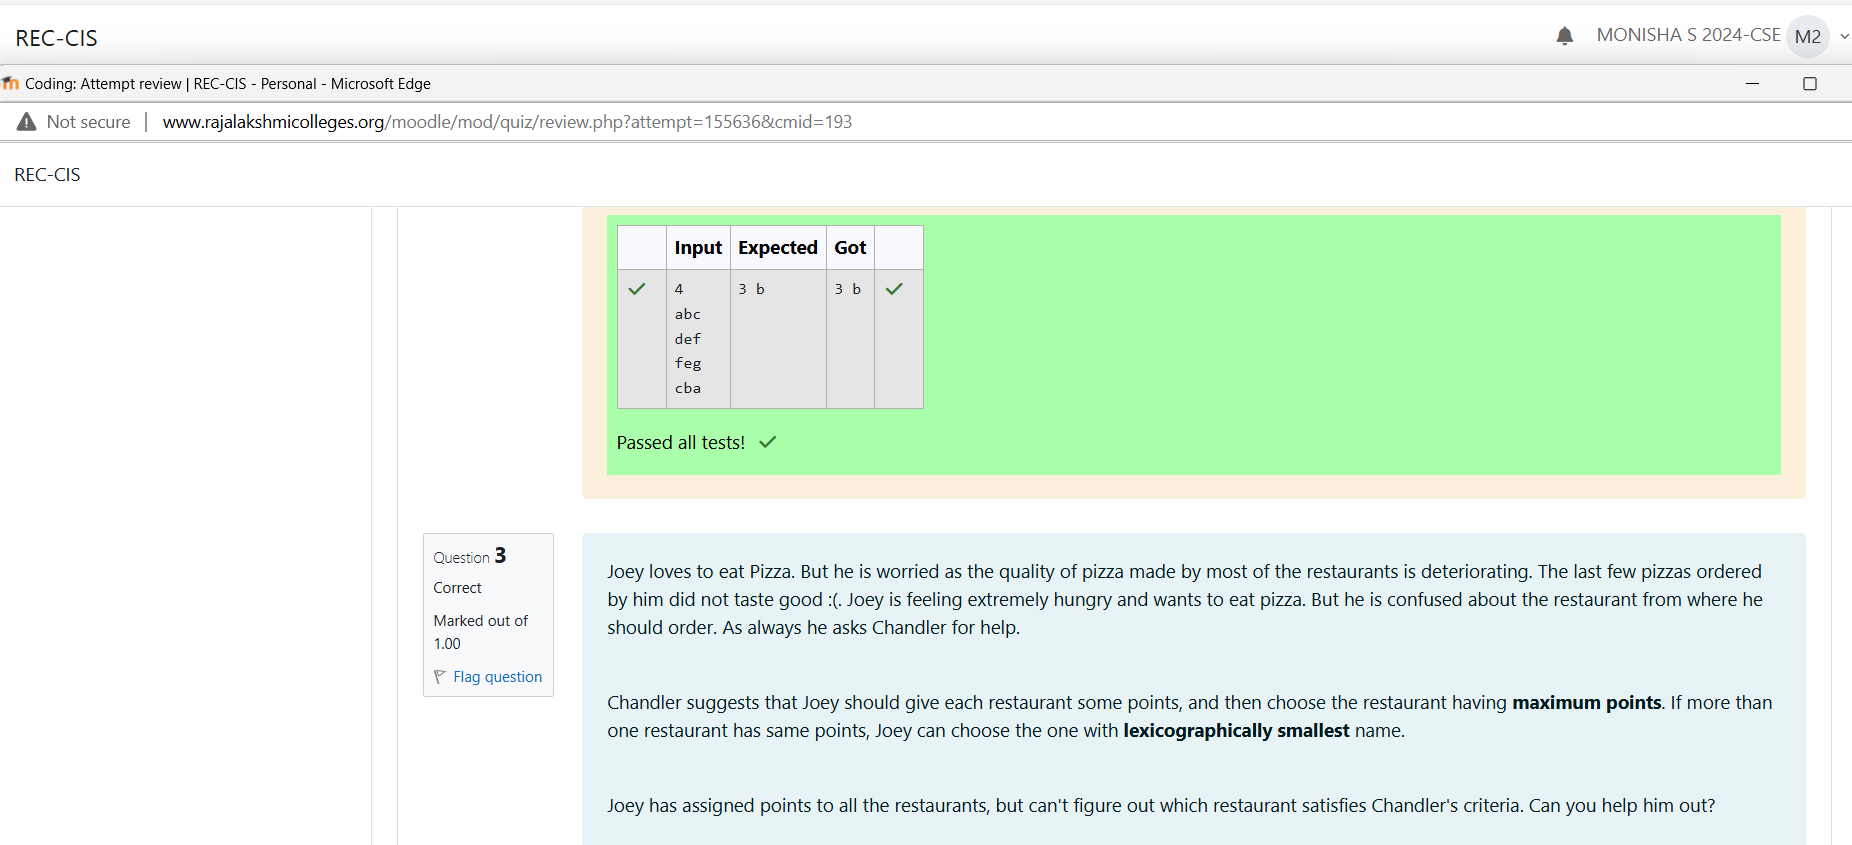 REC-CIS
MONISHA S 2024-CSE M2
Coding: Attempt review | REC-CIS - Personal - Microsoft Edge
Not secure | www.rajalakshmicolleges.org/moodle/mod/quiz/review.php?attempt=155636&cmid=193
REC-CIS
Input Expected Got
4 3 b 3 b
abc
def
feg
cba
Passed all tests!
Question 3
Correct
Marked out of
1.00
Flag question
Joey loves to eat Pizza. But he is worried as the quality of pizza made by most of the restaurants is deteriorating. The last few pizzas ordered
by him did not taste good :(. Joey is feeling extremely hungry and wants to eat pizza. But he is confused about the restaurant from where he
should order. As always he asks Chandler for help.
Chandler suggests that Joey should give each restaurant some points, and then choose the restaurant having maximum points. If more than
one restaurant has same points, Joey can choose the one with lexicographically smallest name.
Joey has assigned points to all the restaurants, but can't figure out which restaurant satisfies Chandler's criteria. Can you help him out?